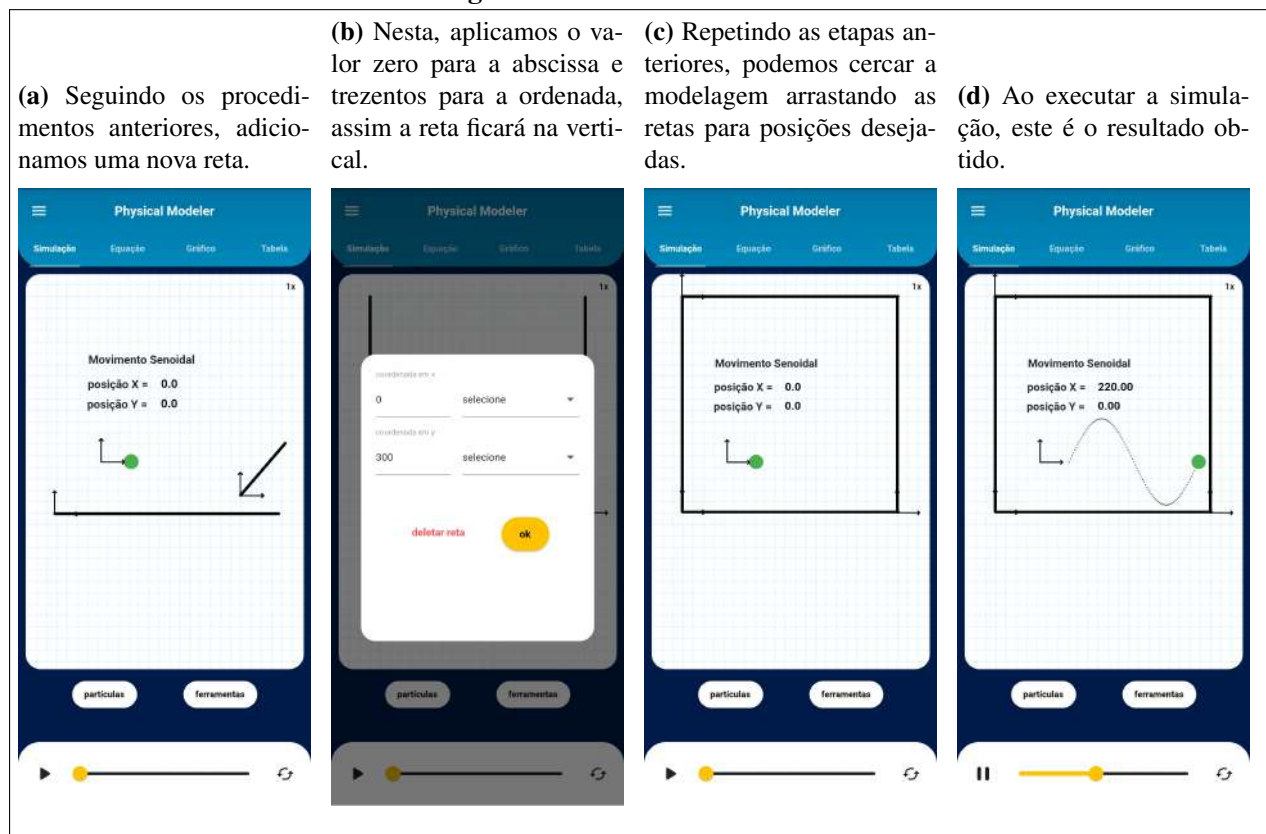 (a) Seguindo os procedi-
mentos anteriores, adicio-
namos uma nova reta.
(b) Nesta, aplicamos o va-
lor zero para a abscissa e
trezentos para a ordenada,
assim a reta ficará na verti-
cal.
(c) Repetindo as etapas an-
teriores, podemos cercar a
modelagem arrastando as
retas para posições deseja-
das.
(d) Ao executar a simula-
ção, este é o resultado ob-
tido.
Physical Modeler
Simulação Equação Gráfico Tabela
1x
Movimento Senoidal
posição X = 0.0
posição Y = 0.0
partículas ferramentas
Physical Modeler
Simulação Equação Gráfico Tabela
1x
coordenada em x
0 selecione
coordenada em y
300 selecione
deletar reta ok
partículas ferramentas
Physical Modeler
Simulação Equação Gráfico Tabela
1x
Movimento Senoidal
posição X = 0.0
posição Y = 0.0
partículas ferramentas
Physical Modeler
Simulação Equação Gráfico Tabela
1x
Movimento Senoidal
posição X = 220.00
posição Y = 0.00
partículas ferramentas